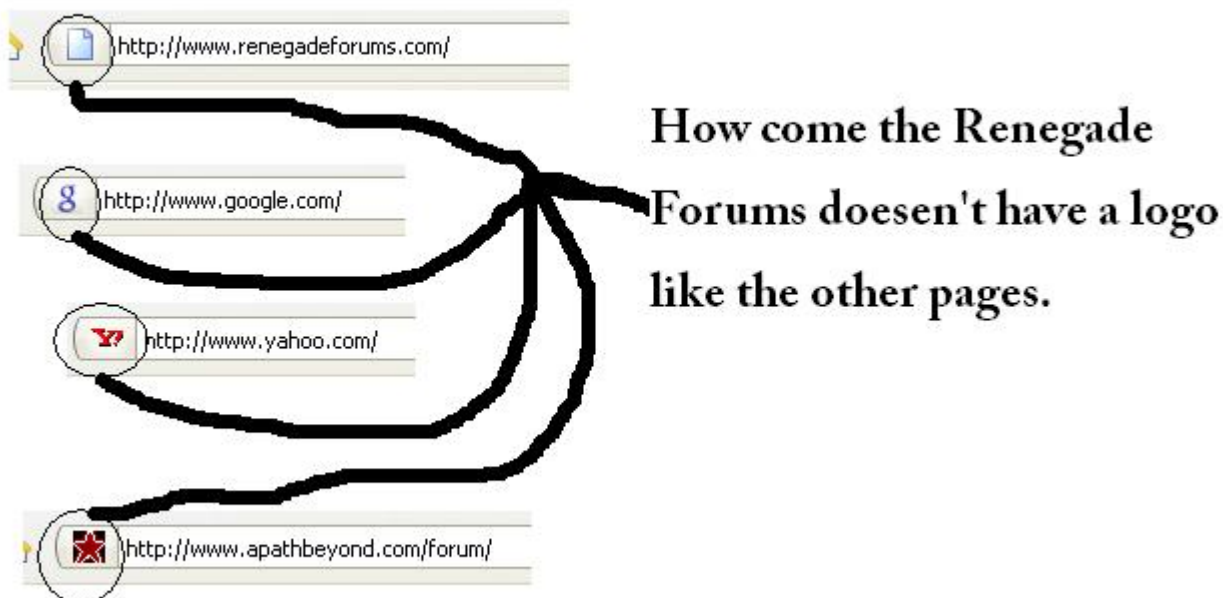 http://www.renegadeforums.com/
How come the Renegade
Forums doesen't have a logo
like the other pages.
g http://www.google.com/
Y! http://www.yahoo.com/
http://www.apathbeyond.com/forum/